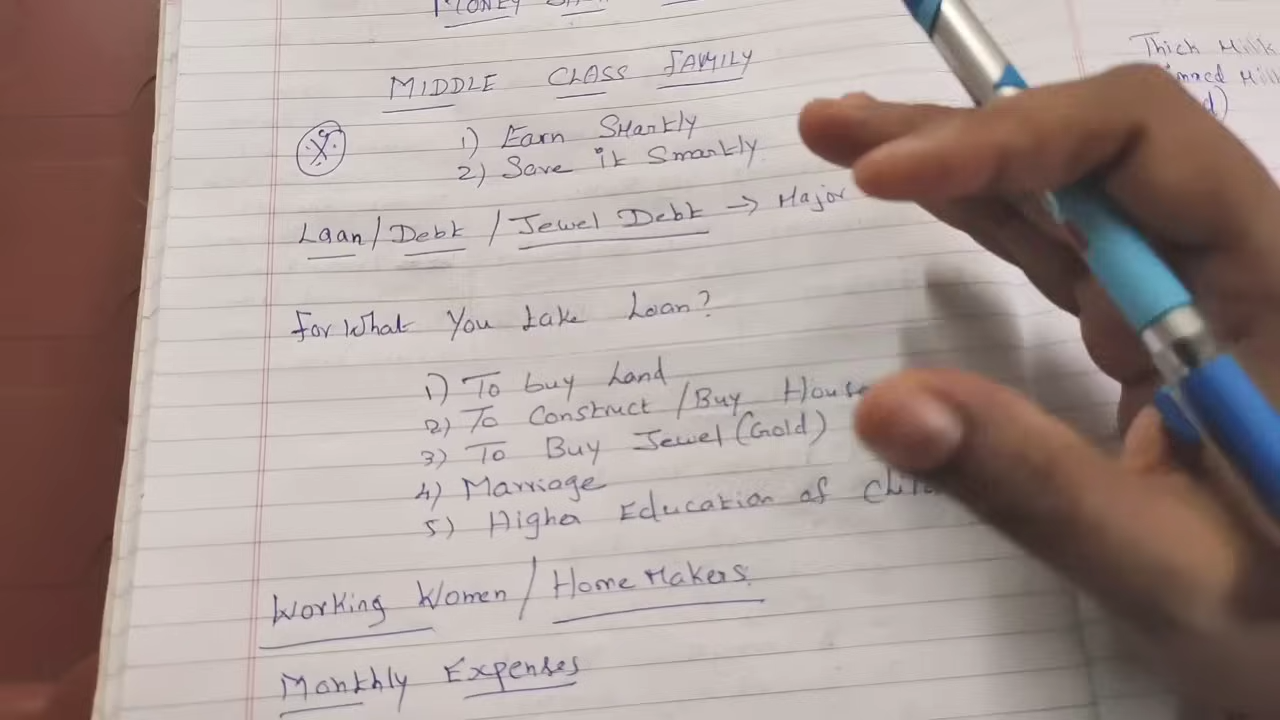 MONEY
MIDDLE CLASS FAMILY
1) Earn Smartly
2) Save it Smartly
Loan/Debt/Jewel Debt → Major
For What You take Loan?
1) To buy Land
2) To Construct/Buy House
3) To Buy Jewel (Gold)
4) Marriage
5) Higher Education of
Working Women/Home Makers
Monthly Expenses
Thick Milk